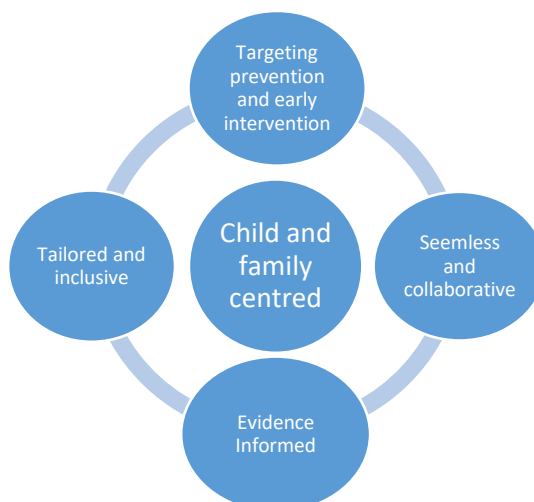 Targeting
prevention
and early
intervention
Tailored and
inclusive
Child and
family
centred
Seemless
and
collaborative
Evidence
Informed